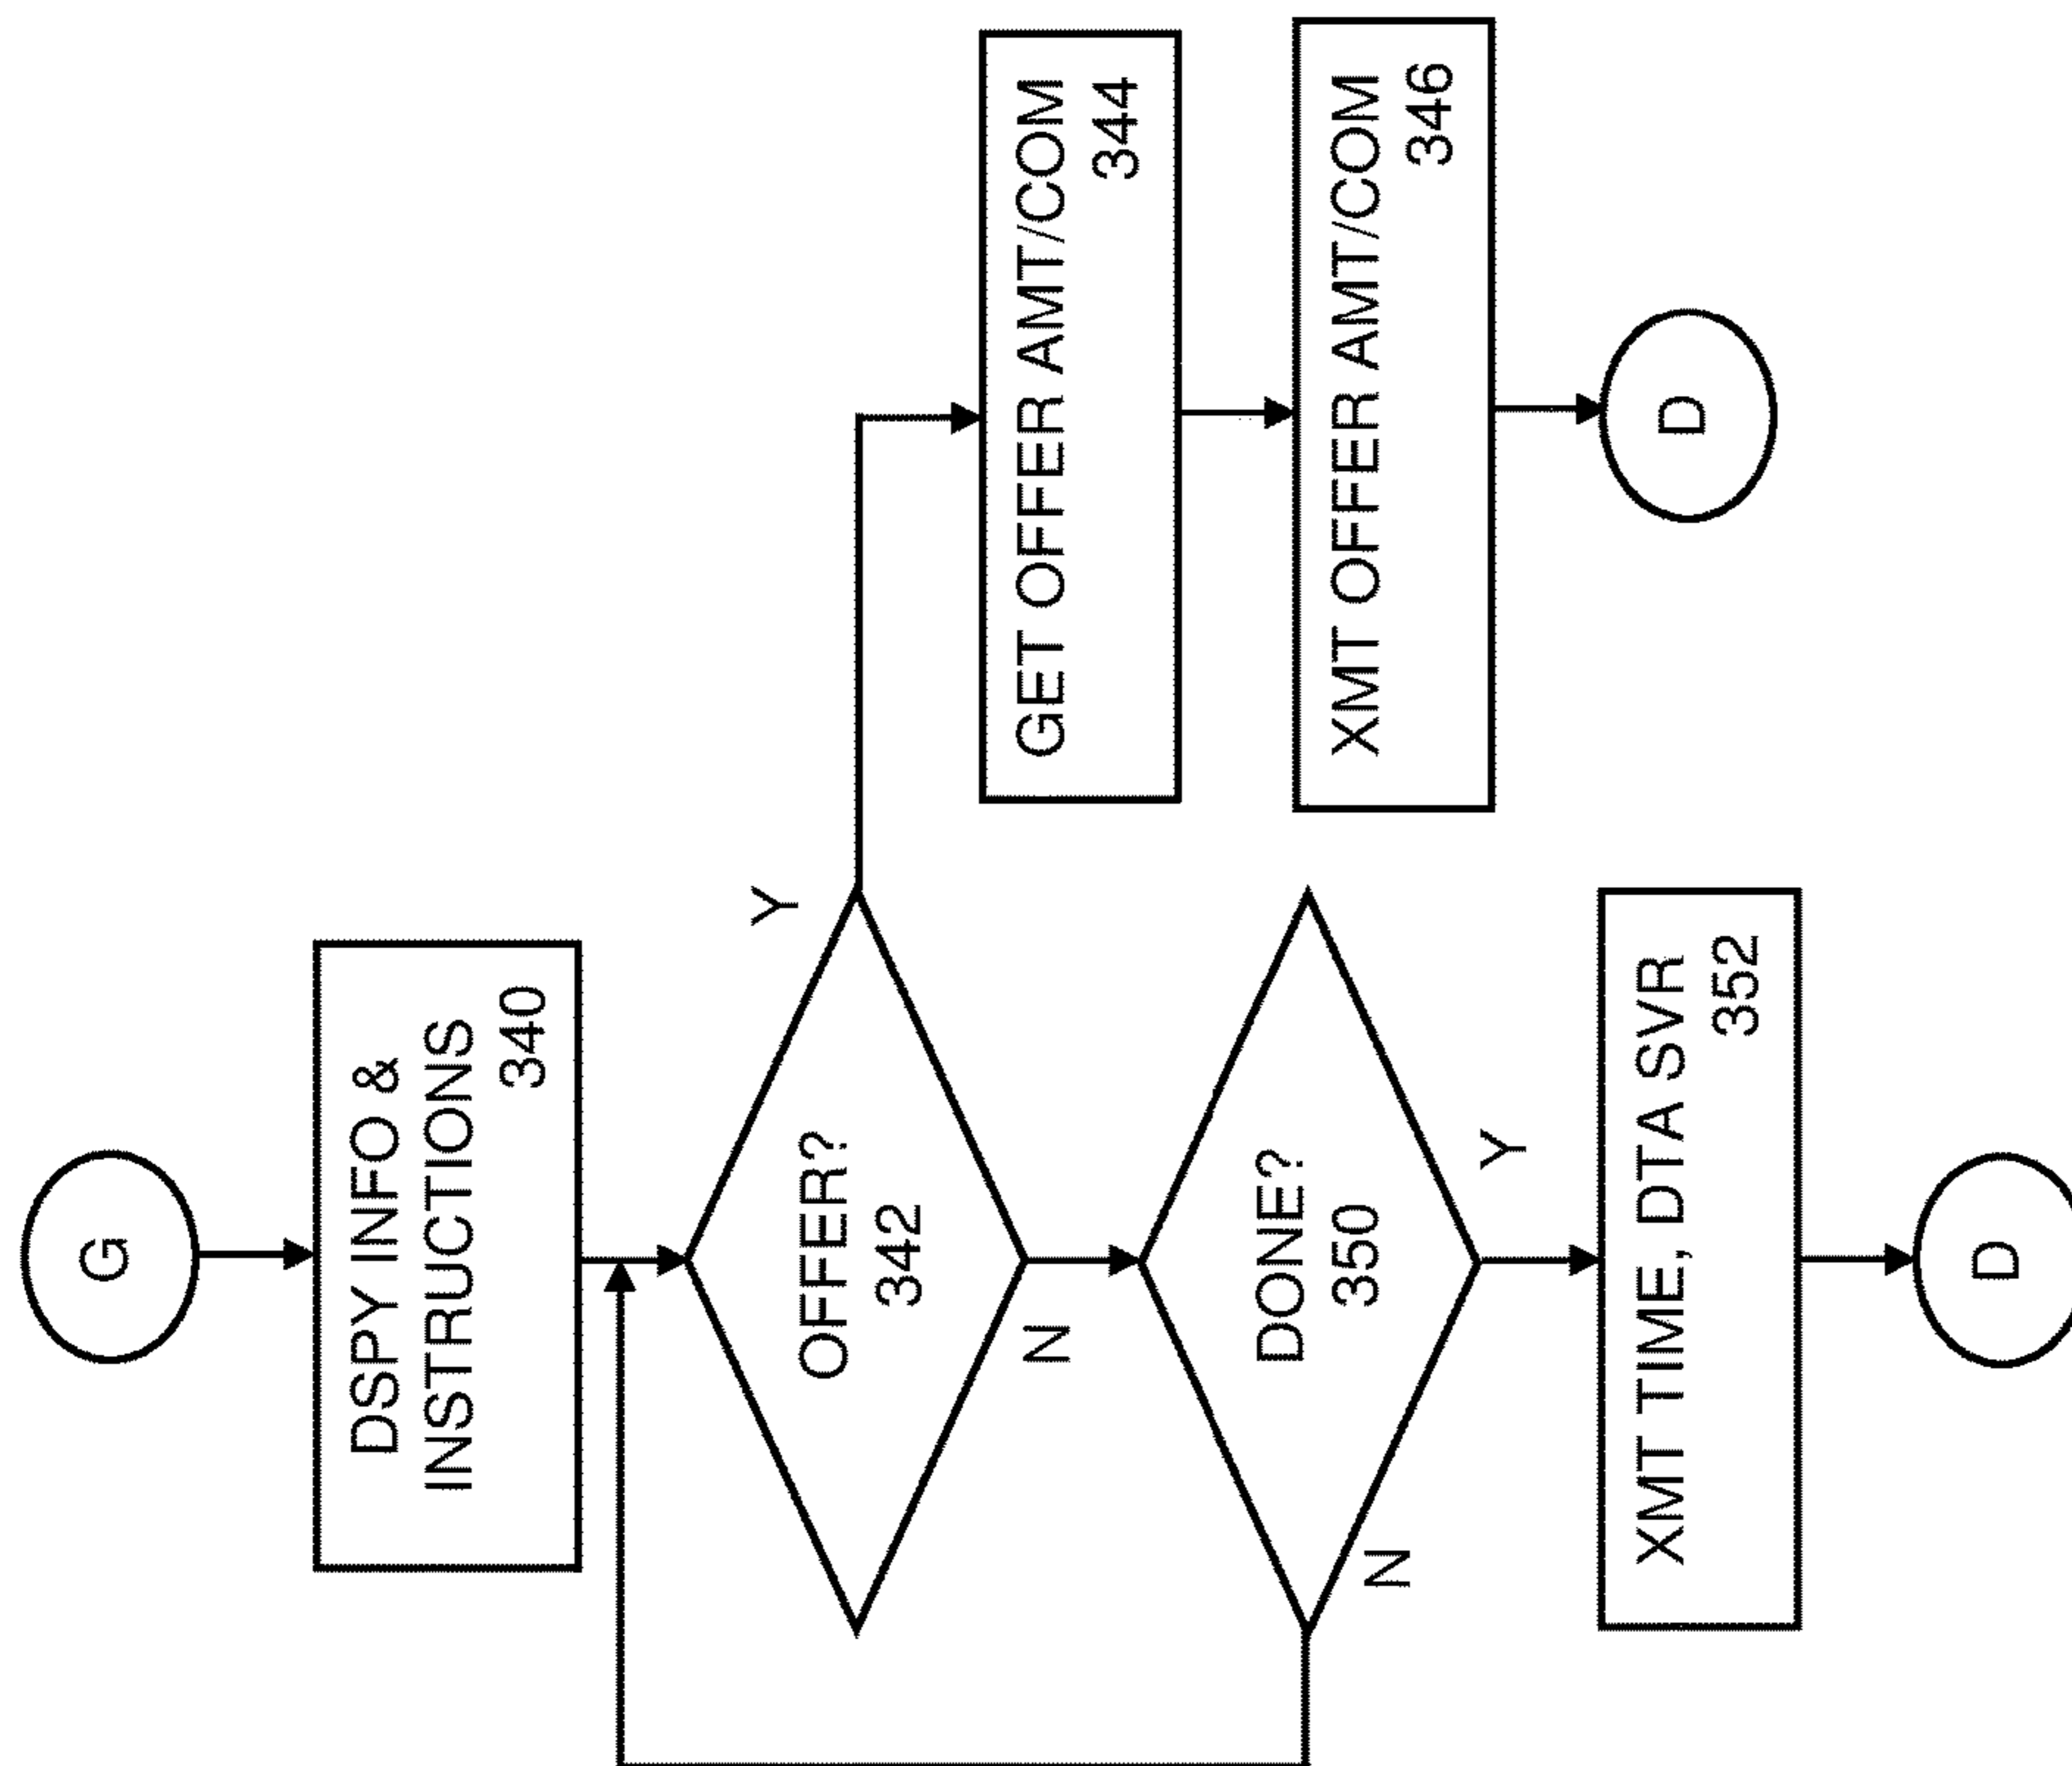 G
DSPY INFO &
INSTRUCTIONS
340
OFFER?
342
Y
N
GET OFFER AMT/COM
344
XMT OFFER AMT/COM
346
D
DONE?
350
N
Y
XMT TIME, DTA SVR
352
D